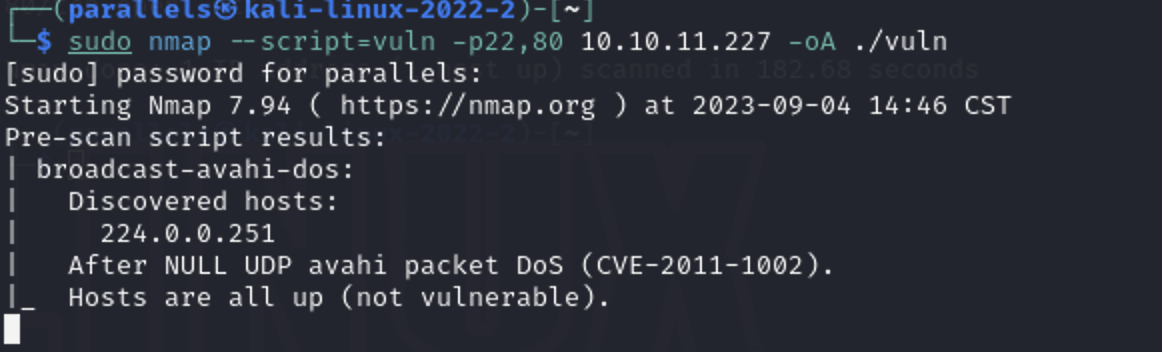 ┌──(parallels㉿kali-linux-2022-2)-[~]
└─$ sudo nmap --script=vuln -p22,80 10.10.11.227 -oA ./vuln
[sudo] password for parallels:
Starting Nmap 7.94 ( https://nmap.org ) at 2023-09-04 14:46 CST
Pre-scan script results:
| broadcast-avahi-dos:
|   Discovered hosts:
|     224.0.0.251
|   After NULL UDP avahi packet DoS (CVE-2011-1002).
|_  Hosts are all up (not vulnerable).